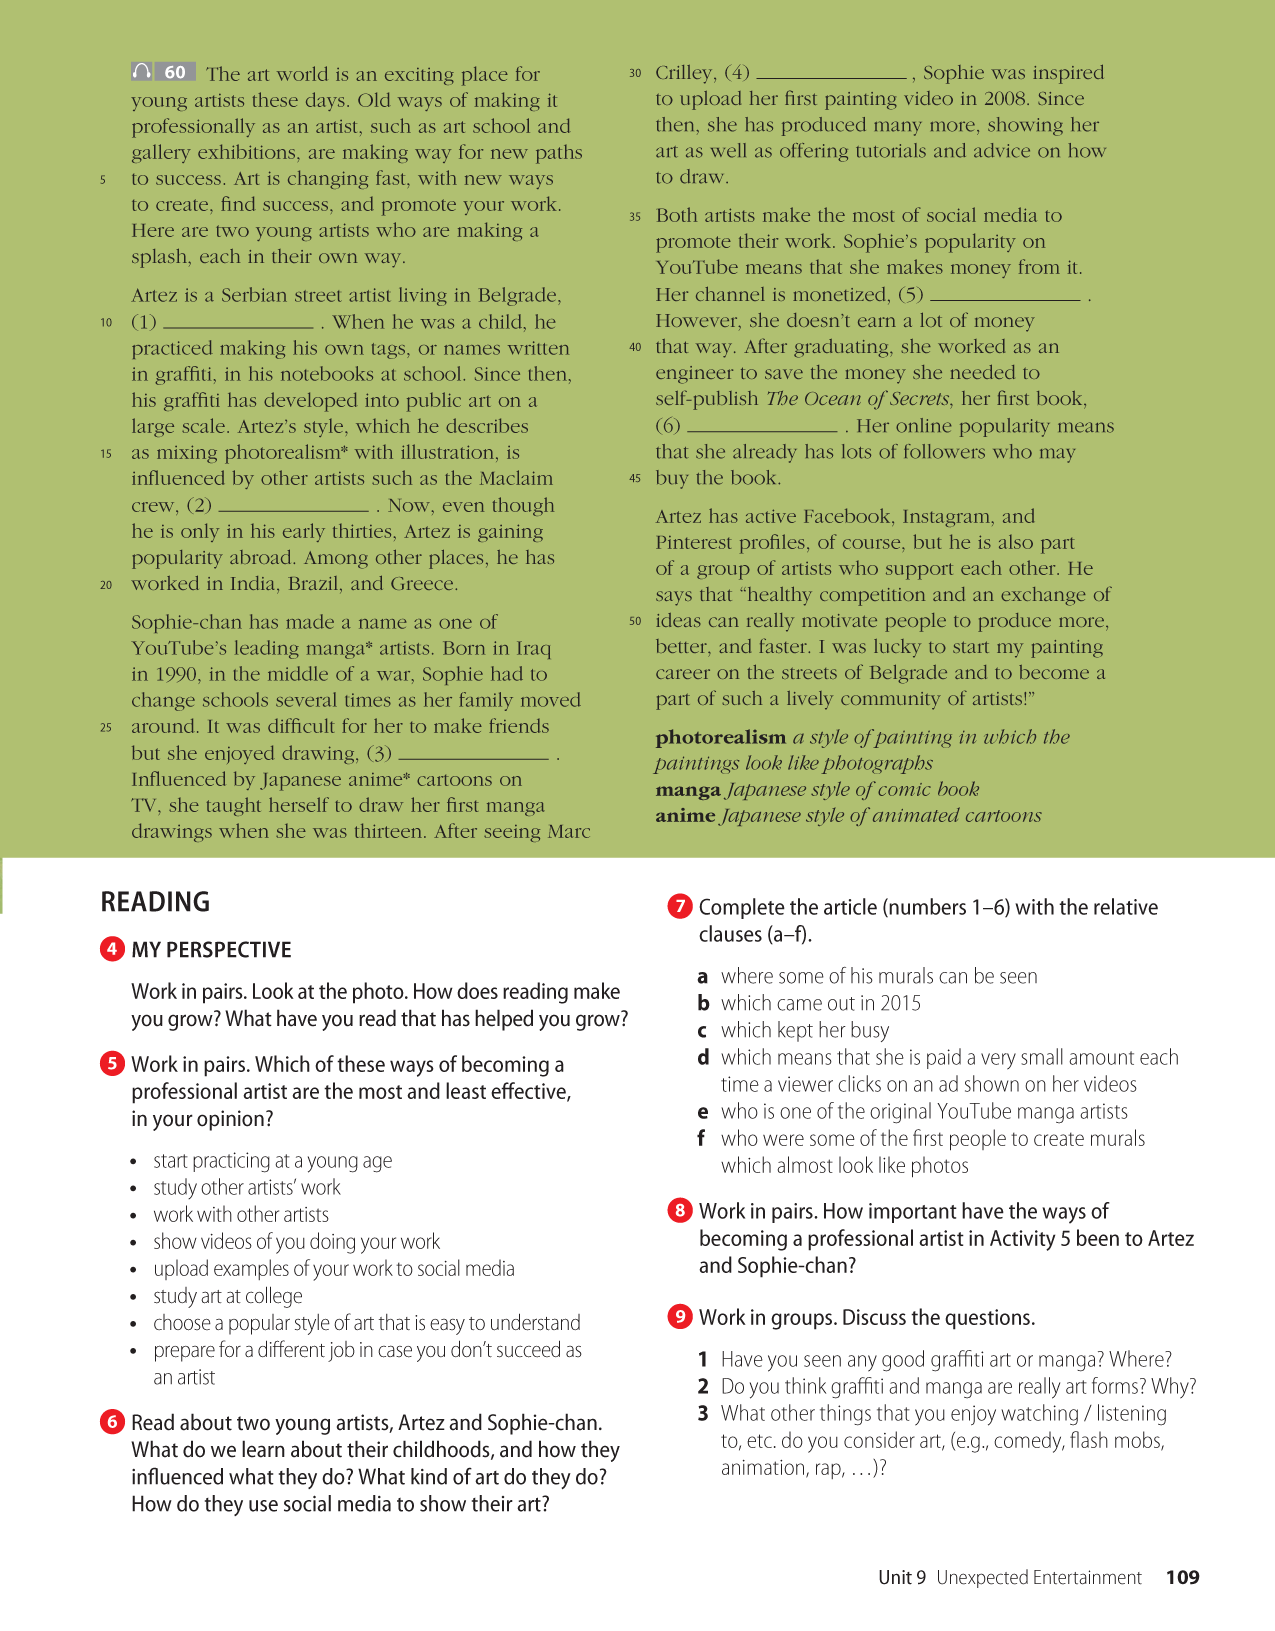 60 The art world is an exciting place for
young artists these days. Old ways of making it
professionally as an artist, such as art school and
gallery exhibitions, are making way for new paths
5 to success. Art is changing fast, with new ways
to create, find success, and promote your work.
Here are two young artists who are making a
splash, each in their own way.
Artez is a Serbian street artist living in Belgrade,
10 (1) _______________ . When he was a child, he
practiced making his own tags, or names written
in graffiti, in his notebooks at school. Since then,
his graffiti has developed into public art on a
large scale. Artez’s style, which he describes
15 as mixing photorealism* with illustration, is
influenced by other artists such as the Maclaim
crew, (2) _______________ . Now, even though
he is only in his early thirties, Artez is gaining
popularity abroad. Among other places, he has
20 worked in India, Brazil, and Greece.
Sophie-chan has made a name as one of
YouTube’s leading manga* artists. Born in Iraq
in 1990, in the middle of a war, Sophie had to
change schools several times as her family moved
25 around. It was difficult for her to make friends
but she enjoyed drawing, (3) _______________ .
Influenced by Japanese anime* cartoons on
TV, she taught herself to draw her first manga
drawings when she was thirteen. After seeing Marc
30 Crilley, (4) _______________ , Sophie was inspired
to upload her first painting video in 2008. Since
then, she has produced many more, showing her
art as well as offering tutorials and advice on how
to draw.
35 Both artists make the most of social media to
promote their work. Sophie’s popularity on
YouTube means that she makes money from it.
Her channel is monetized, (5) _______________ .
However, she doesn’t earn a lot of money
40 that way. After graduating, she worked as an
engineer to save the money she needed to
self-publish The Ocean of Secrets, her first book,
(6) _______________ . Her online popularity means
that she already has lots of followers who may
45 buy the book.
Artez has active Facebook, Instagram, and
Pinterest profiles, of course, but he is also part
of a group of artists who support each other. He
says that “healthy competition and an exchange of
50 ideas can really motivate people to produce more,
better, and faster. I was lucky to start my painting
career on the streets of Belgrade and to become a
part of such a lively community of artists!”
photorealism a style of painting in which the
paintings look like photographs
manga Japanese style of comic book
anime Japanese style of animated cartoons
READING
4 MY PERSPECTIVE
Work in pairs. Look at the photo. How does reading make
you grow? What have you read that has helped you grow?
5 Work in pairs. Which of these ways of becoming a
professional artist are the most and least effective,
in your opinion?
• start practicing at a young age
• study other artists’ work
• work with other artists
• show videos of you doing your work
• upload examples of your work to social media
• study art at college
• choose a popular style of art that is easy to understand
• prepare for a different job in case you don’t succeed as
an artist
6 Read about two young artists, Artez and Sophie-chan.
What do we learn about their childhoods, and how they
influenced what they do? What kind of art do they do?
How do they use social media to show their art?
7 Complete the article (numbers 1–6) with the relative
clauses (a–f).
a where some of his murals can be seen
b which came out in 2015
c which kept her busy
d which means that she is paid a very small amount each
time a viewer clicks on an ad shown on her videos
e who is one of the original YouTube manga artists
f who were some of the first people to create murals
which almost look like photos
8 Work in pairs. How important have the ways of
becoming a professional artist in Activity 5 been to Artez
and Sophie-chan?
9 Work in groups. Discuss the questions.
1 Have you seen any good graffiti art or manga? Where?
2 Do you think graffiti and manga are really art forms? Why?
3 What other things that you enjoy watching / listening
to, etc. do you consider art, (e.g., comedy, flash mobs,
animation, rap, …)?
Unit 9 Unexpected Entertainment 109